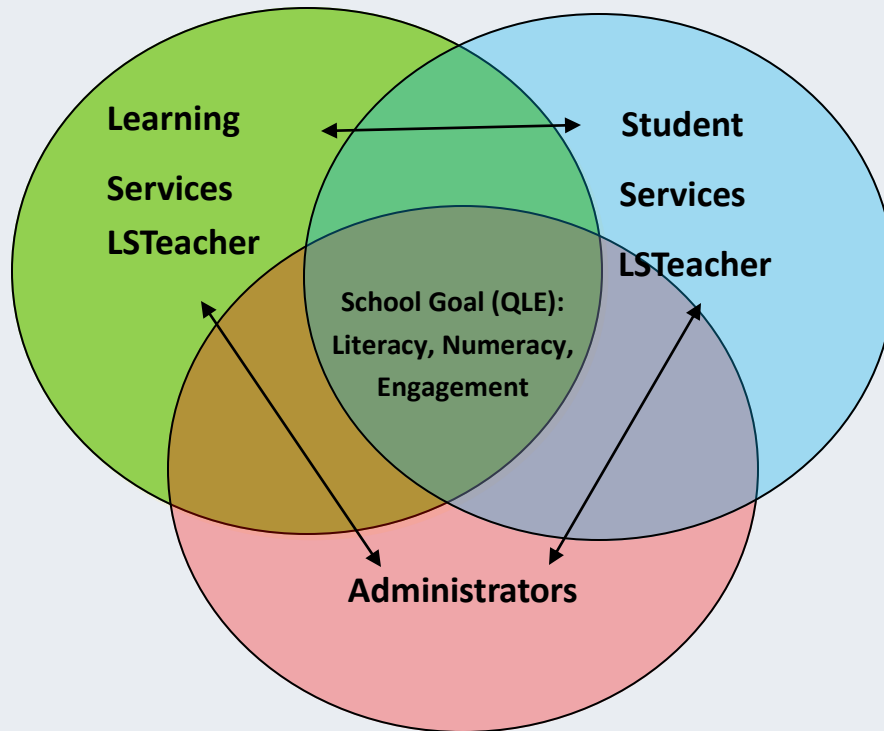 Learning
Services
LSTeacher
Student
Services
LSTeacher
School Goal (QLE):
Literacy, Numeracy,
Engagement
Administrators